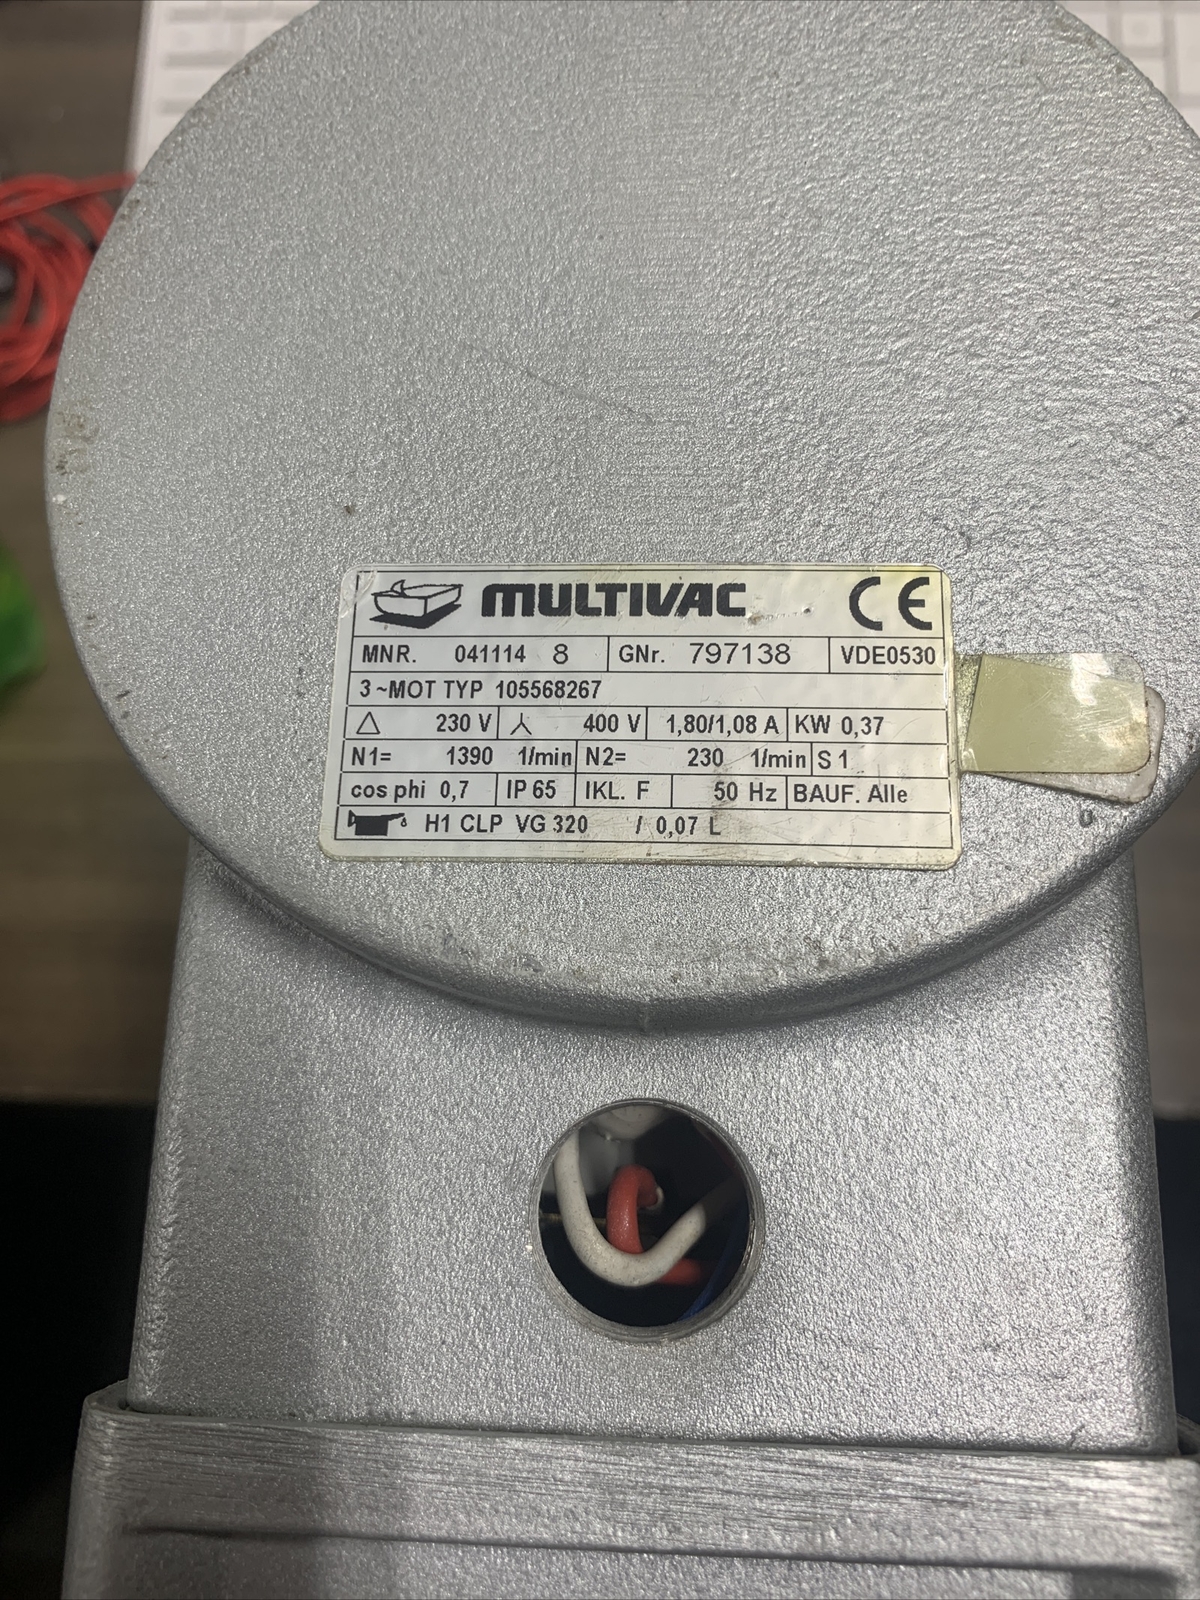 MULTIVAC CE
MNR. 041114 8 GNr. 797138 VDE0530
3~MOT TYP 105568267
△ 230 V ⅄ 400 V 1,80/1,08 A KW 0,37
N1= 1390 1/min N2= 230 1/min S 1
cos phi 0,7 IP 65 IKL. F 50 Hz BAUF. Alle
H1 CLP VG 320 / 0,07 L